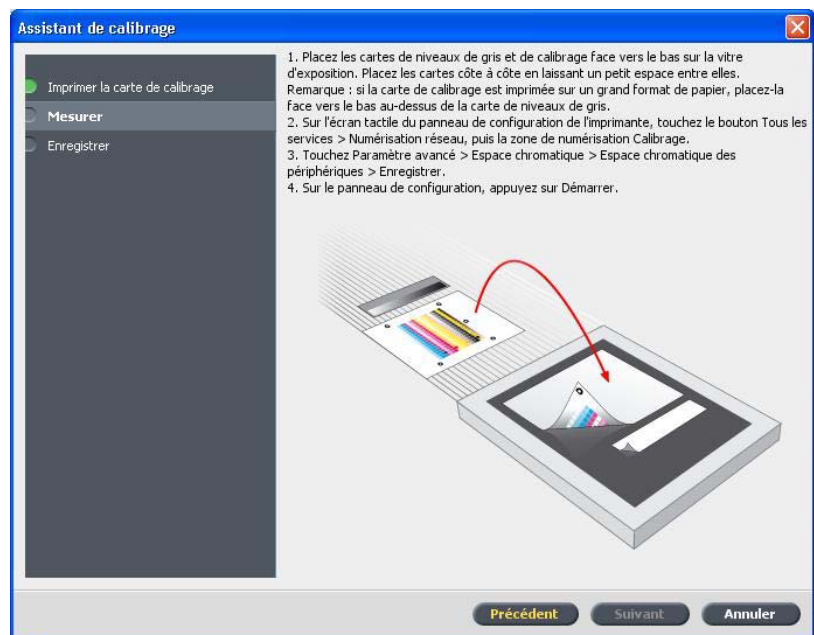 Assistant de calibrage
Imprimer la carte de calibrage
Mesurer
Enregistrer
1. Placez les cartes de niveaux de gris et de calibrage face vers le bas sur la vitre
d'exposition. Placez les cartes côte à côte en laissant un petit espace entre elles.
Remarque : si la carte de calibrage est imprimée sur un grand format de papier, placez-la
face vers le bas au-dessus de la carte de niveaux de gris.
2. Sur l'écran tactile du panneau de configuration de l'imprimante, touchez le bouton Tous les
services > Numérisation réseau, puis la zone de numérisation Calibrage.
3. Touchez Paramètre avancé > Espace chromatique > Espace chromatique des
périphériques > Enregistrer.
4. Sur le panneau de configuration, appuyez sur Démarrer.
Précédent
Suivant
Annuler